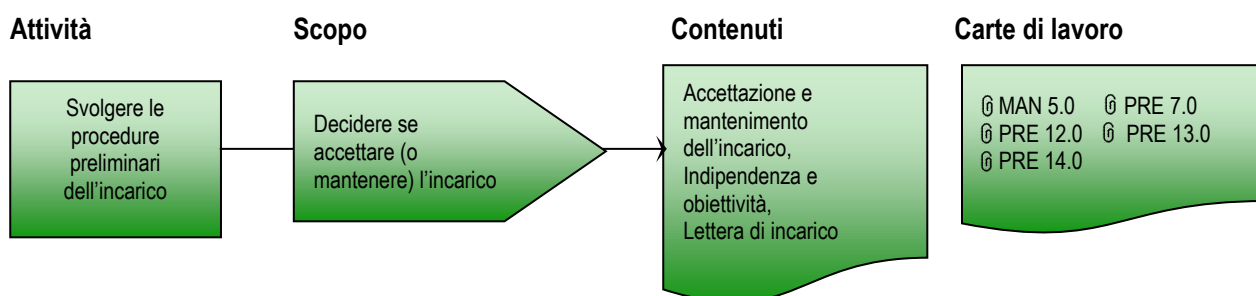 Attività Scopo Contenuti Carte di lavoro
Svolgere le
procedure
preliminari
dell'incarico
Decidere se
accettare (o
mantenere) l'incarico
Accettazione e
mantenimento
dell'incarico,
Indipendenza e
obiettività,
Lettera di incarico
MAN 5.0 PRE 7.0
PRE 12.0 PRE 13.0
PRE 14.0